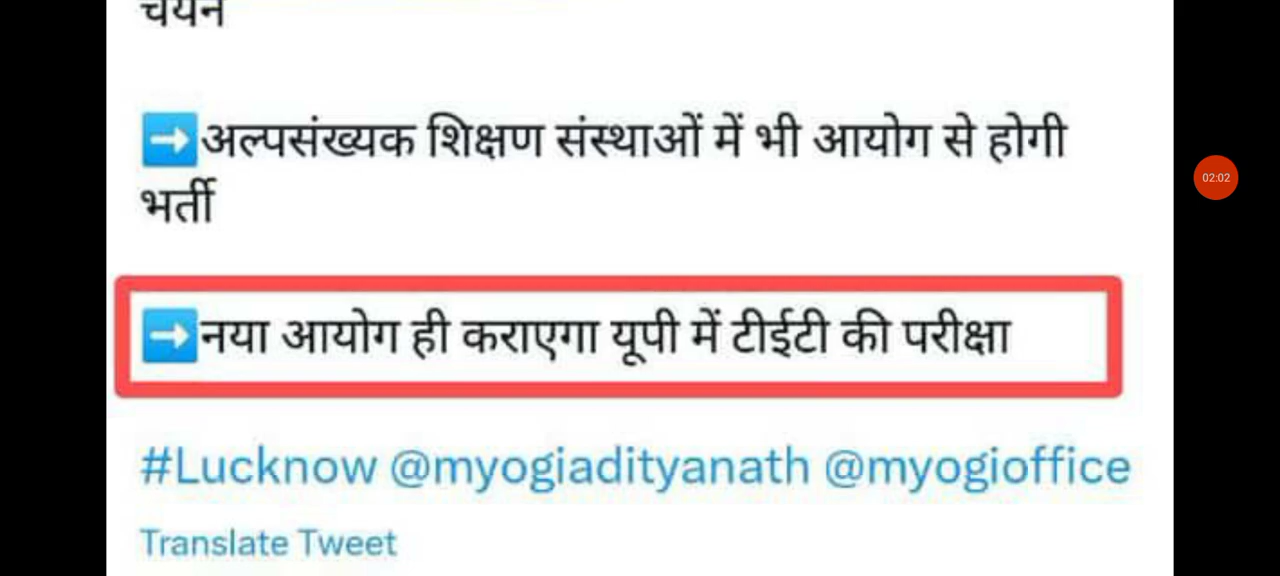 चयन
➡️अल्पसंख्यक शिक्षण संस्थाओं में भी आयोग से होगी
भर्ती
➡️नया आयोग ही कराएगा यूपी में टीईटी की परीक्षा
#Lucknow @myogiadityanath @myogioffice
Translate Tweet
02:02